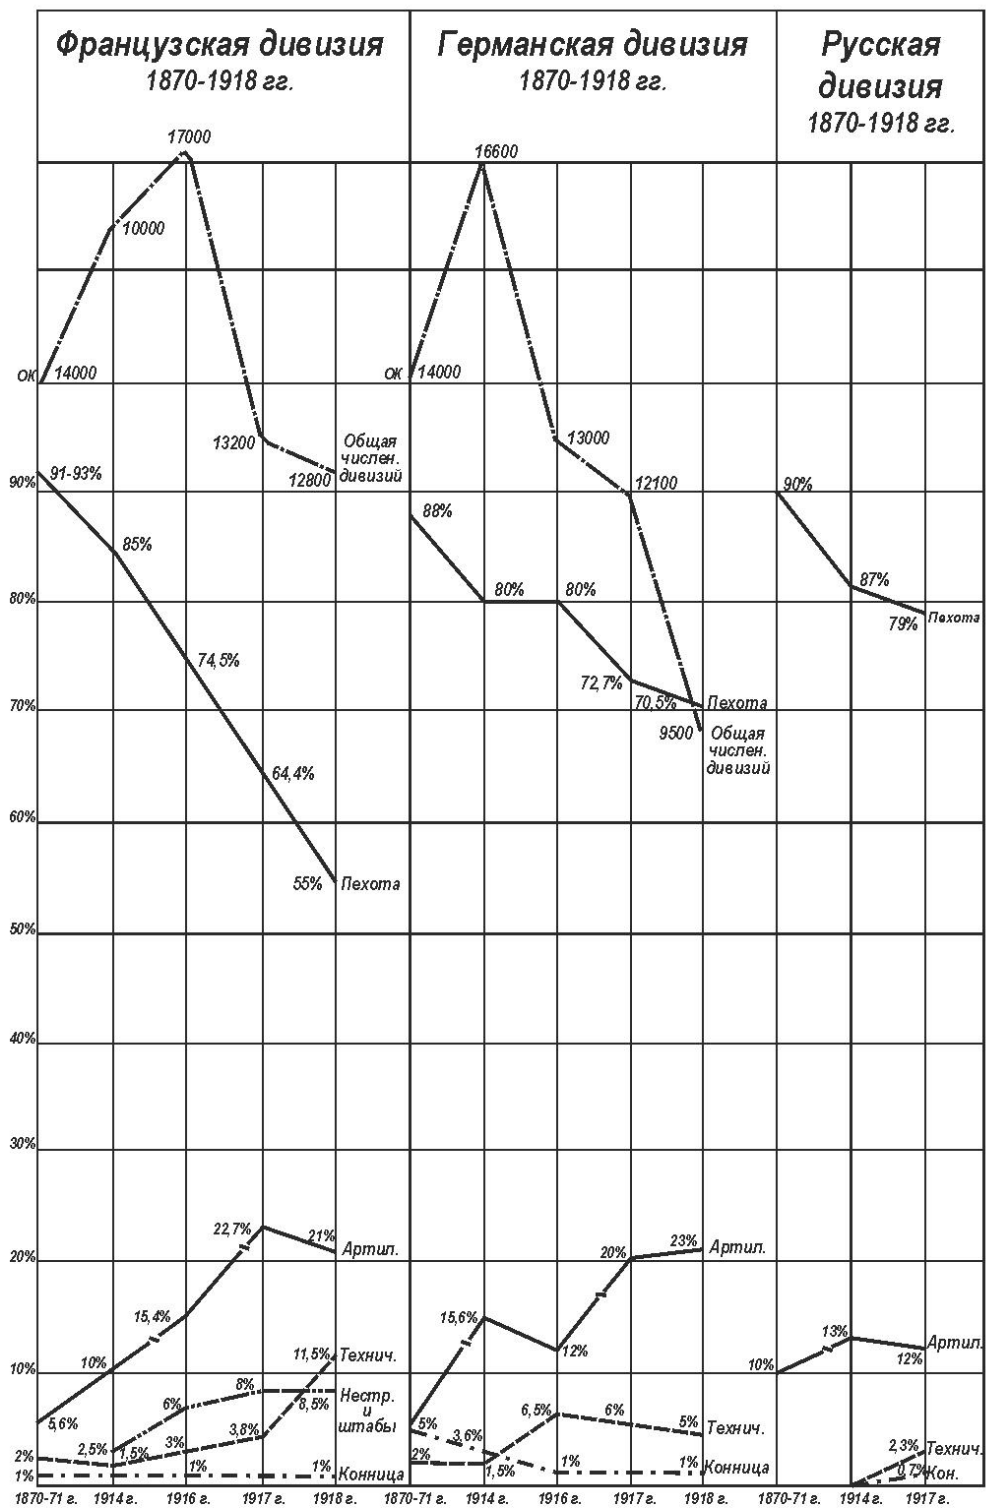 Французская дивизия
1870-1918 гг.
Германская дивизия
1870-1918 гг.
Русская
дивизия
1870-1918 гг.
17000
16600
10000
ОК
14000
ОК
14000
13200
Общая
числен.
дивизий
12800
13000
12100
90%
91-93%
88%
90%
85%
80%
80%
80%
87%
79%
Пехота
74,5%
72,7%
70,5%
Пехота
70%
9500
Общая
числен.
дивизий
64,4%
60%
55%
Пехота
50%
40%
30%
22,7%
21%
Артил.
20%
20%
23%
Артил.
15,4%
15,6%
12%
13%
Артил.
12%
10%
10%
10%
11,5%
Технич.
8%
8,5%
Нестр.
и
штабы
6%
5,6%
5%
3,6%
6,5%
6%
5%
Технич.
2%
2,5%
1,5%
3%
3,8%
2%
1,5%
2,3%
Технич.
1%
1%
1%
Конница
1%
1%
Конница
0,7%
Кон.
1870-71 г.
1914 г.
1916 г.
1917 г.
1918 г.
1870-71 г.
1914 г.
1916 г.
1917 г.
1918 г.
1870-71 г.
1914 г.
1917г.